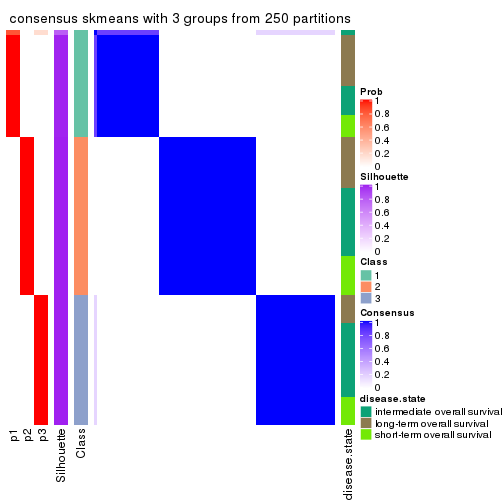 consensus skmeans with 3 groups from 250 partitions
Prob
1
0.8
0.6
0.4
0.2
0
Silhouette
1
0.8
0.6
0.4
0.2
0
Class
1
2
3
Consensus
1
0.8
0.6
0.4
0.2
0
disease.state
intermediate overall survival
long-term overall survival
short-term overall survival
p1
p2
p3
Silhouette
Class
disease.state